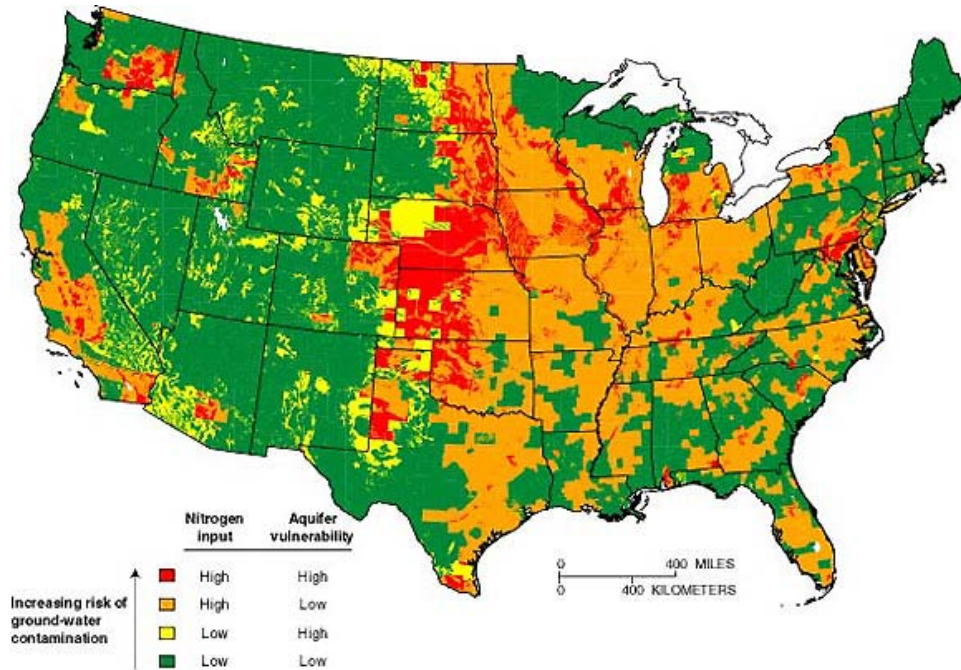 Nitrogen input
Aquifer vulnerability
Increasing risk of ground-water contamination
High High
High Low
Low High
Low Low
0 400 MILES
0 400 KILOMETERS